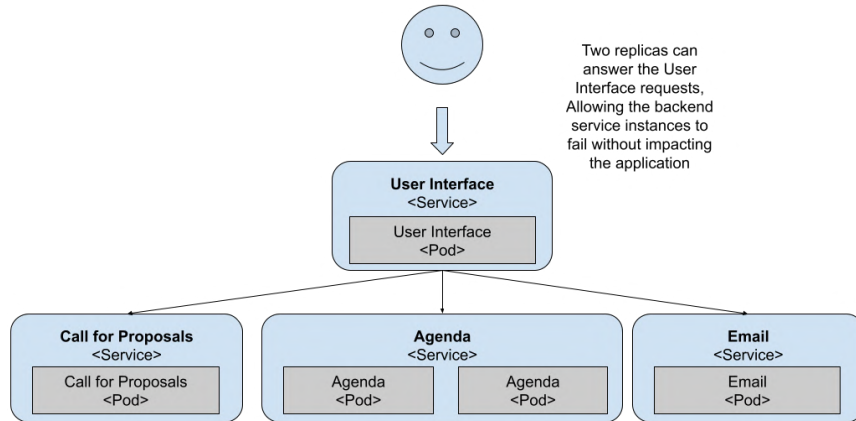 Two replicas can
answer the User
Interface requests,
Allowing the backend
service instances to
fail without impacting
the application
User Interface
<Service>
User Interface
<Pod>
Call for Proposals
<Service>
Call for Proposals
<Pod>
Agenda
<Service>
Agenda
<Pod>
Agenda
<Pod>
Email
<Service>
Email
<Pod>